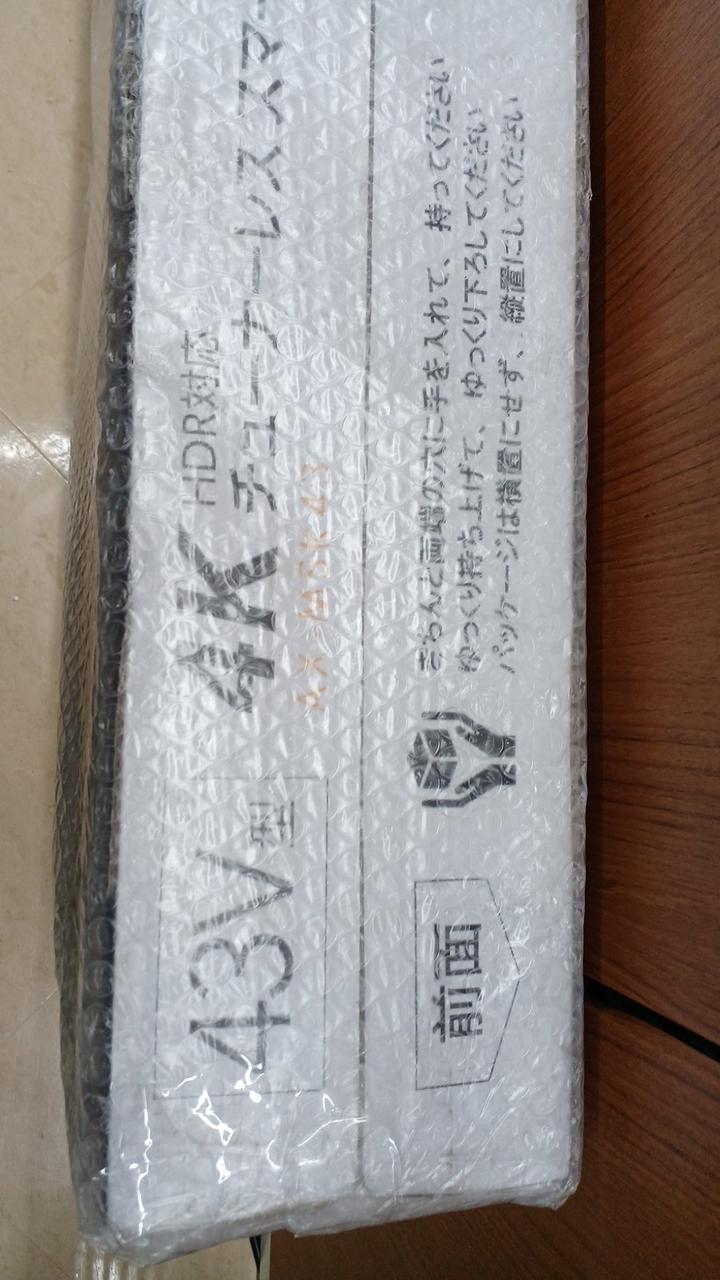 43V型
4K HDR対応
チューナーレス スマー
AX-MSK43
前面
きちんと両端の穴に手を入れて、持ってください
ゆっくり持ち上げて、ゆっくり下ろしてください
パッケージは横置にせず、縦置にしてください